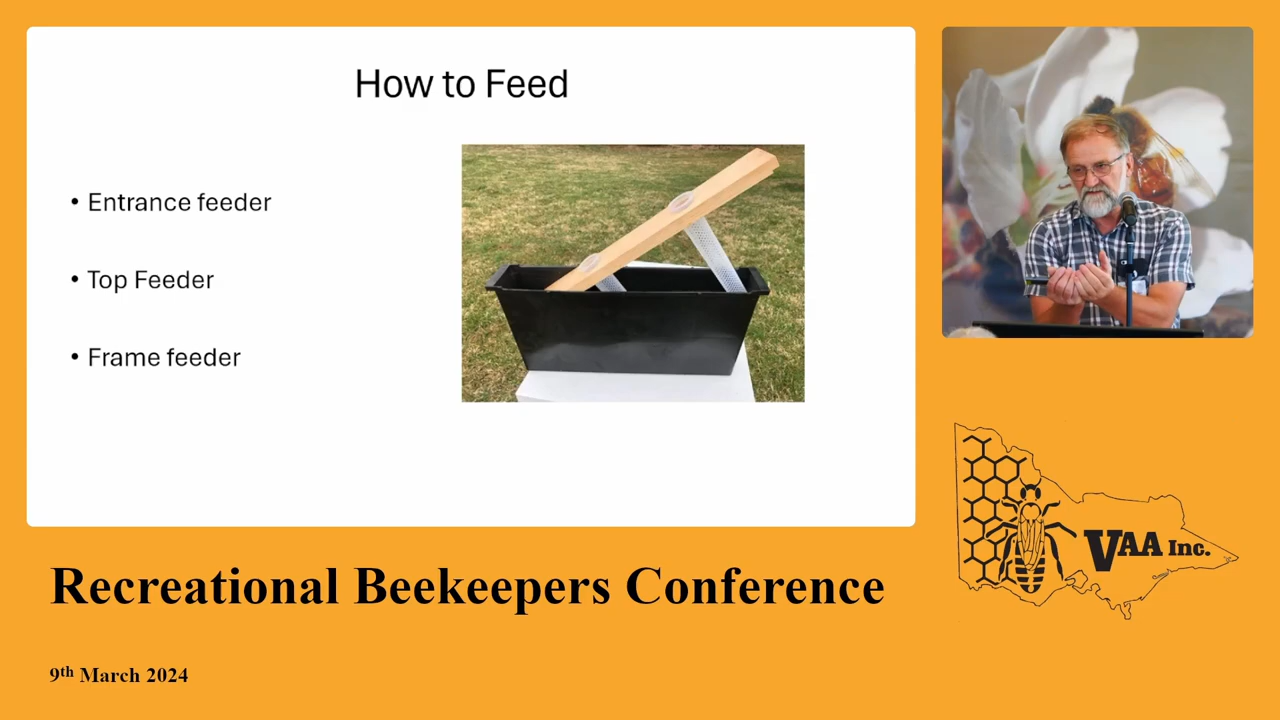 How to Feed
• Entrance feeder
• Top Feeder
• Frame feeder
VAA Inc.
Recreational Beekeepers Conference
9th March 2024